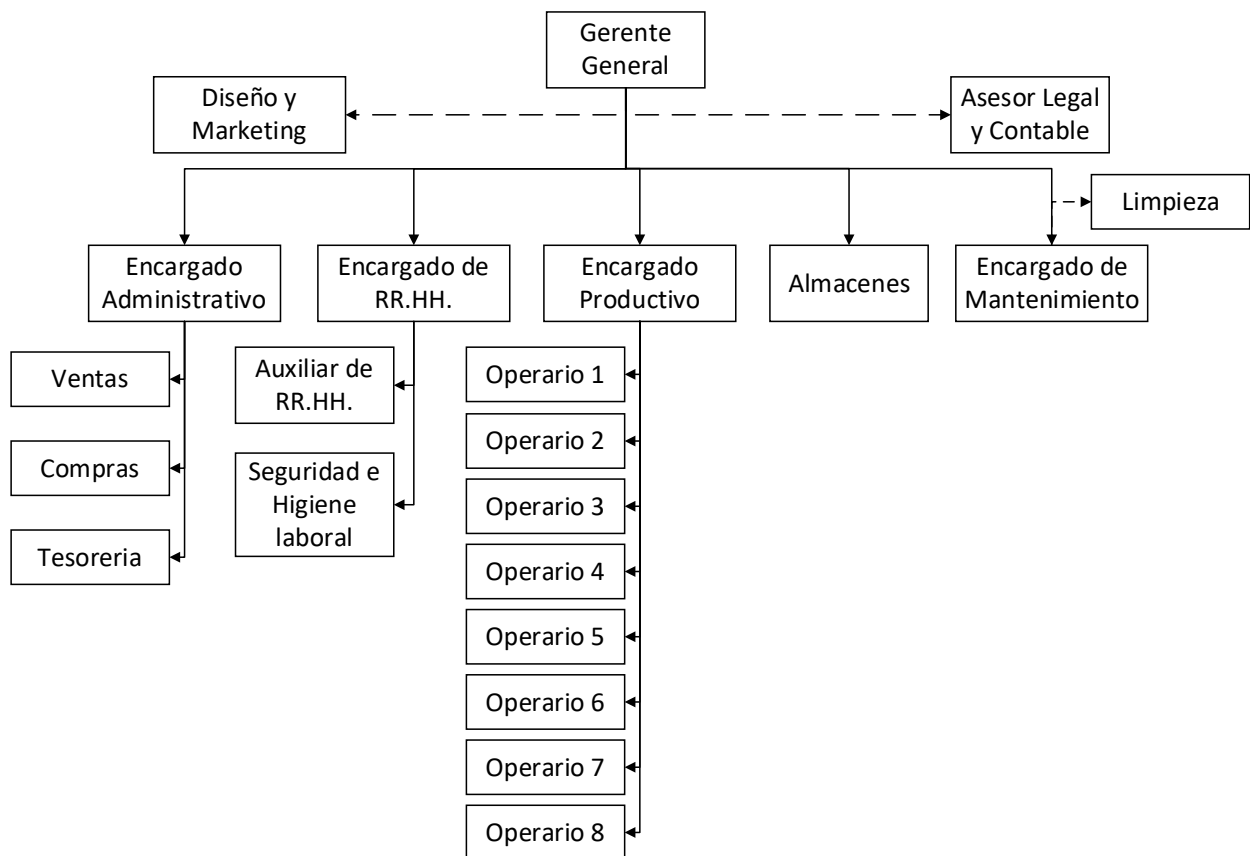 Gerente
General
Diseño y
Marketing
Asesor Legal
y Contable
Limpieza
Encargado
Administrativo
Encargado de
RR.HH.
Encargado
Productivo
Almacenes
Encargado de
Mantenimiento
Ventas
Compras
Tesoreria
Auxiliar de
RR.HH.
Seguridad e
Higiene
laboral
Operario 1
Operario 2
Operario 3
Operario 4
Operario 5
Operario 6
Operario 7
Operario 8